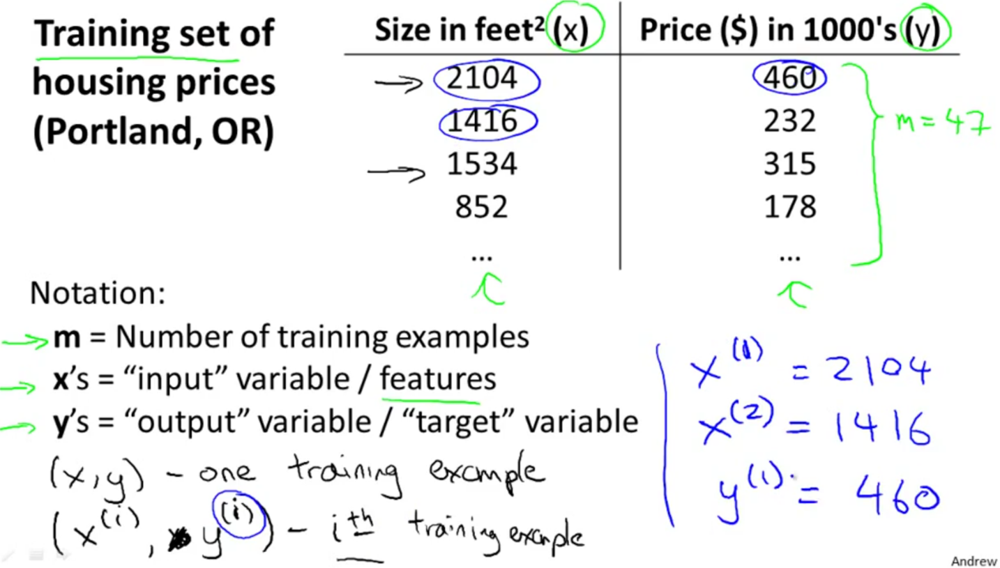 Training set of
housing prices
(Portland, OR)
Size in feet² (x) Price ($) in 1000's (y)
2104 460
1416 232
1534 315
852 178
... ...
m = 47
Notation:
m = Number of training examples
x's = “input” variable / features
y's = “output” variable / “target” variable
(x, y) - one training example
(x⁽ⁱ⁾, y⁽ⁱ⁾) - iᵗʰ training example
x⁽¹⁾ = 2104
x⁽²⁾ = 1416
y⁽¹⁾ = 460
Andrew